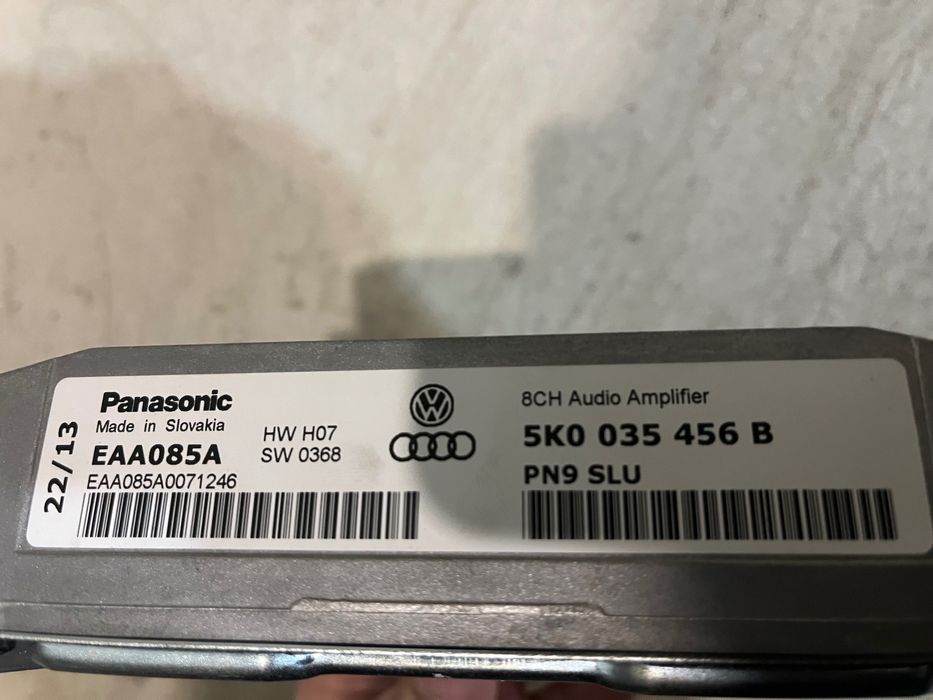 22/13
Panasonic
Made in Slovakia
EAA085A
EAA085A0071246
HW H07
SW 0368
VW
8CH Audio Amplifier
5K0 035 456 B
PN9 SLU